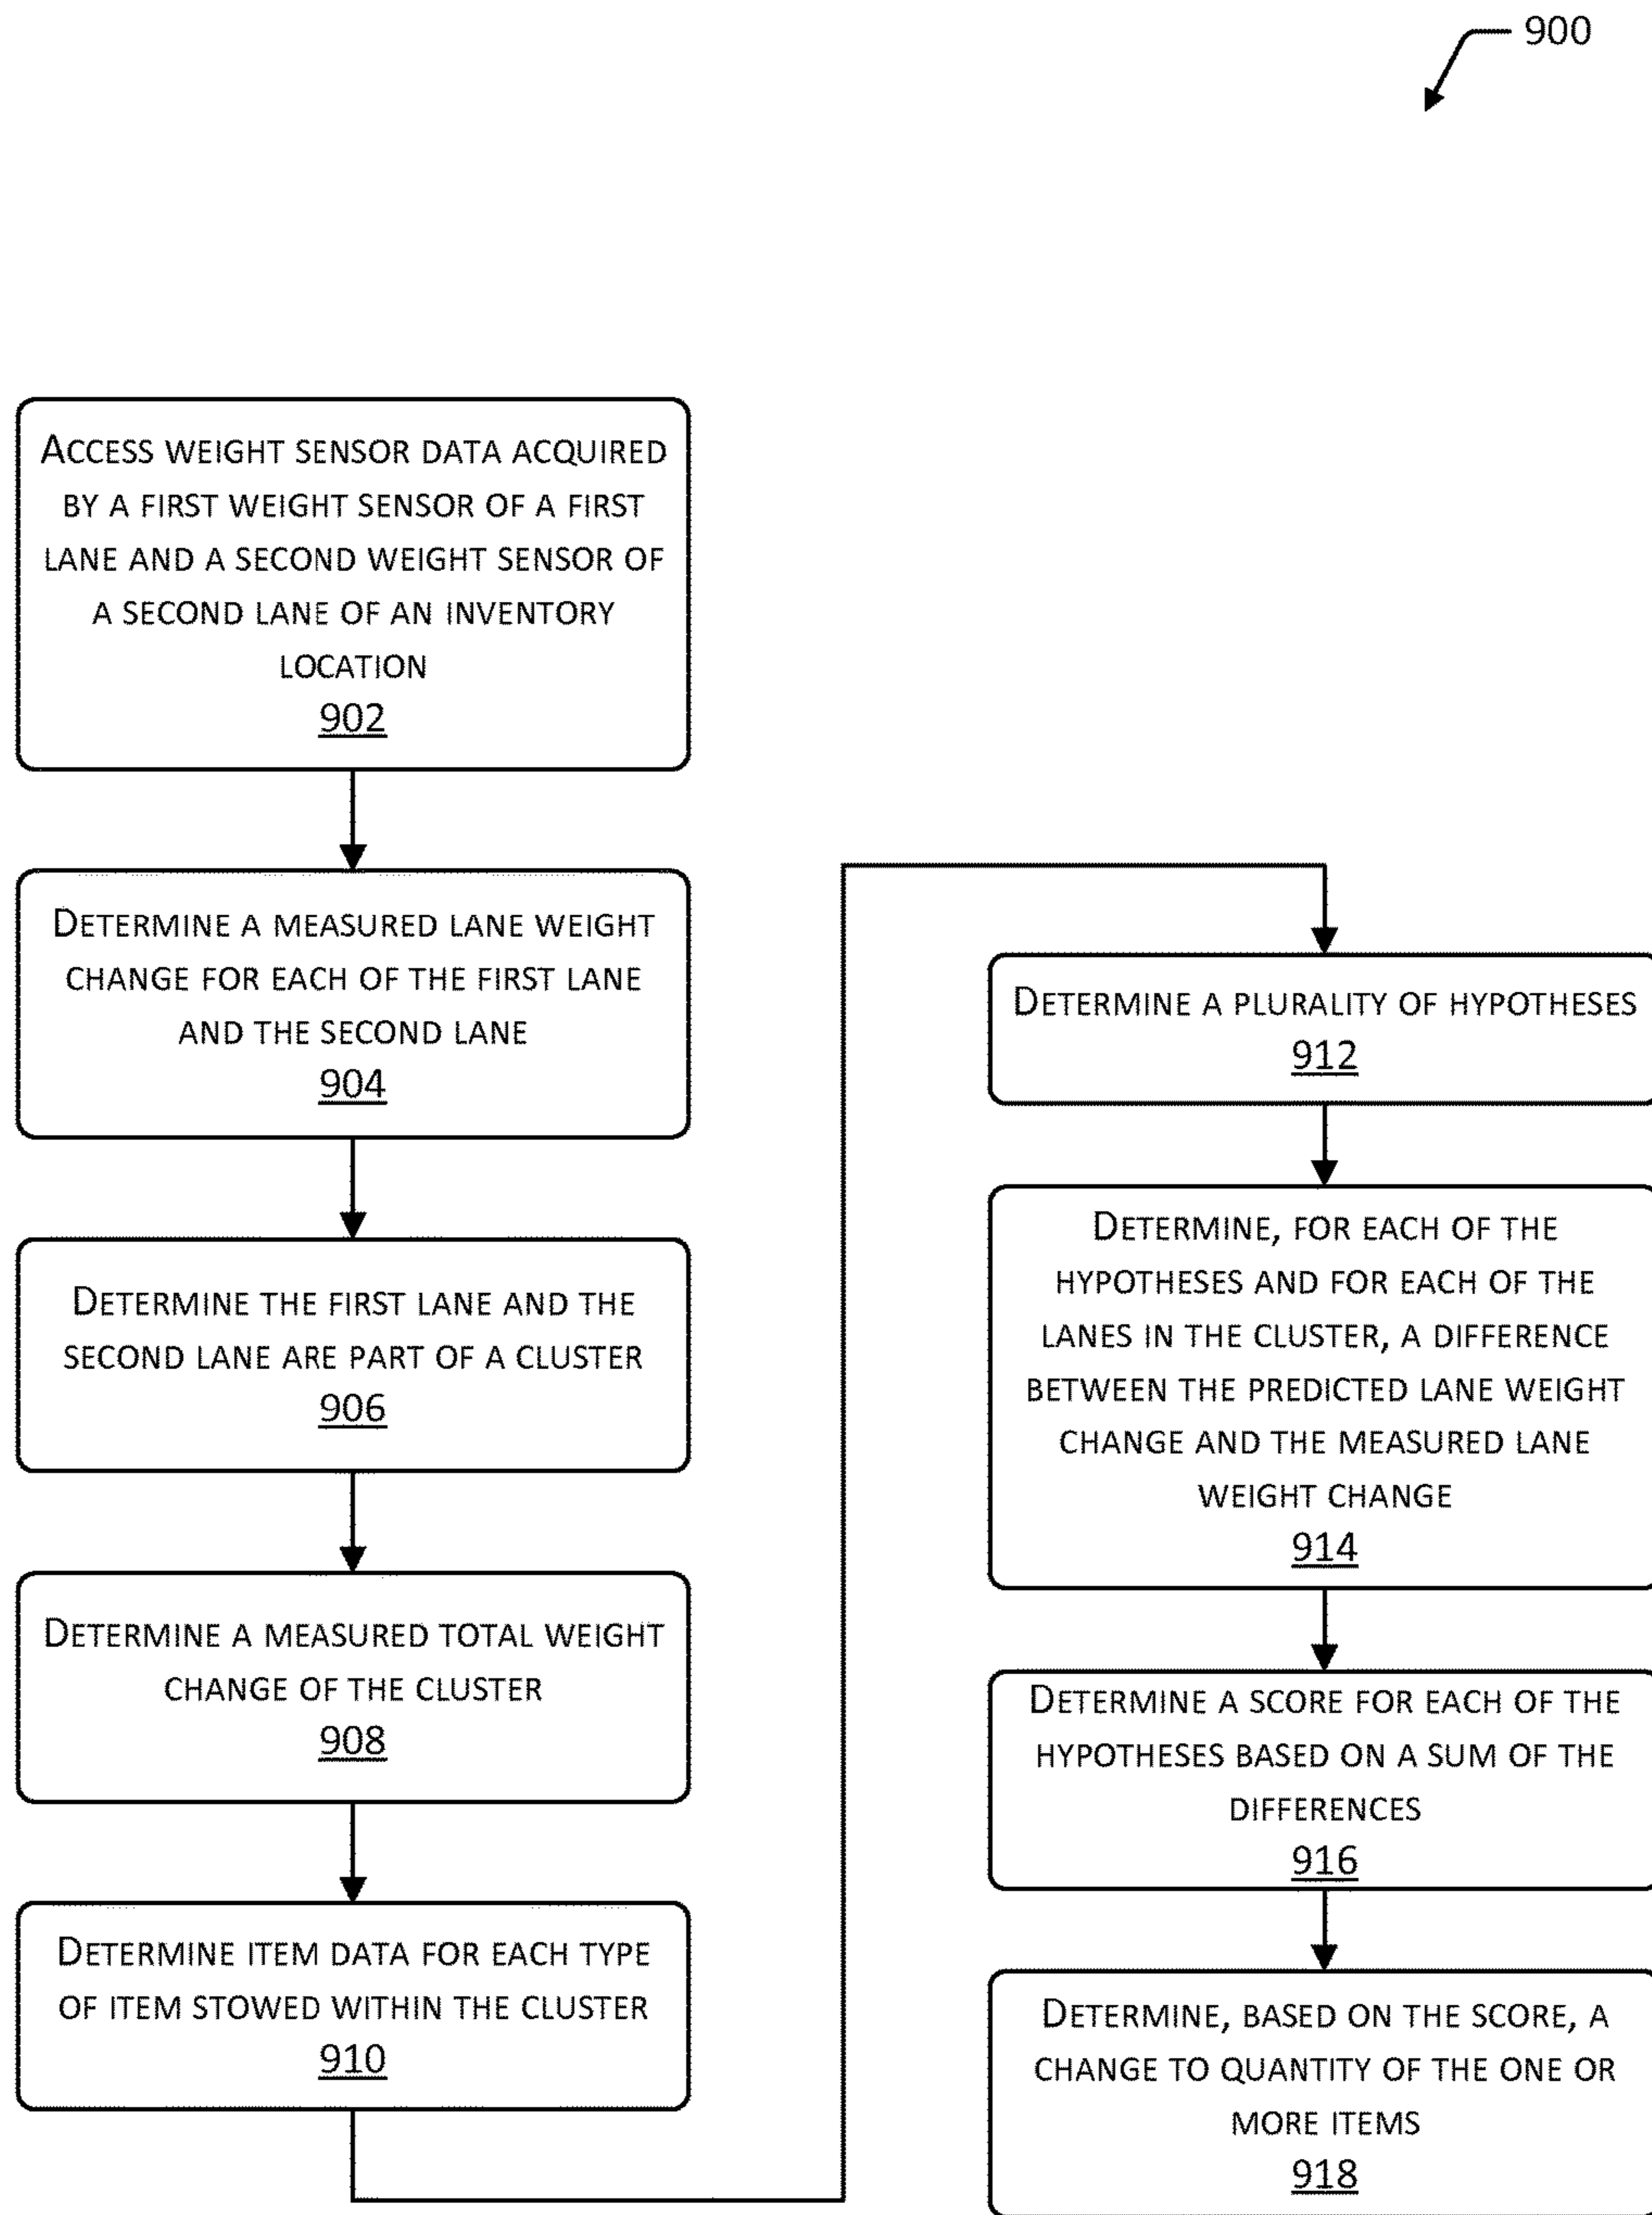 900
ACCESS WEIGHT SENSOR DATA ACQUIRED
BY A FIRST WEIGHT SENSOR OF A FIRST
LANE AND A SECOND WEIGHT SENSOR OF
A SECOND LANE OF AN INVENTORY
LOCATION
902
DETERMINE A MEASURED LANE WEIGHT
CHANGE FOR EACH OF THE FIRST LANE
AND THE SECOND LANE
904
DETERMINE THE FIRST LANE AND THE
SECOND LANE ARE PART OF A CLUSTER
906
DETERMINE A MEASURED TOTAL WEIGHT
CHANGE OF THE CLUSTER
908
DETERMINE ITEM DATA FOR EACH TYPE
OF ITEM STOWED WITHIN THE CLUSTER
910
DETERMINE A PLURALITY OF HYPOTHESES
912
DETERMINE, FOR EACH OF THE
HYPOTHESES AND FOR EACH OF THE
LANES IN THE CLUSTER, A DIFFERENCE
BETWEEN THE PREDICTED LANE WEIGHT
CHANGE AND THE MEASURED LANE
WEIGHT CHANGE
914
DETERMINE A SCORE FOR EACH OF THE
HYPOTHESES BASED ON A SUM OF THE
DIFFERENCES
916
DETERMINE, BASED ON THE SCORE, A
CHANGE TO QUANTITY OF THE ONE OR
MORE ITEMS
918